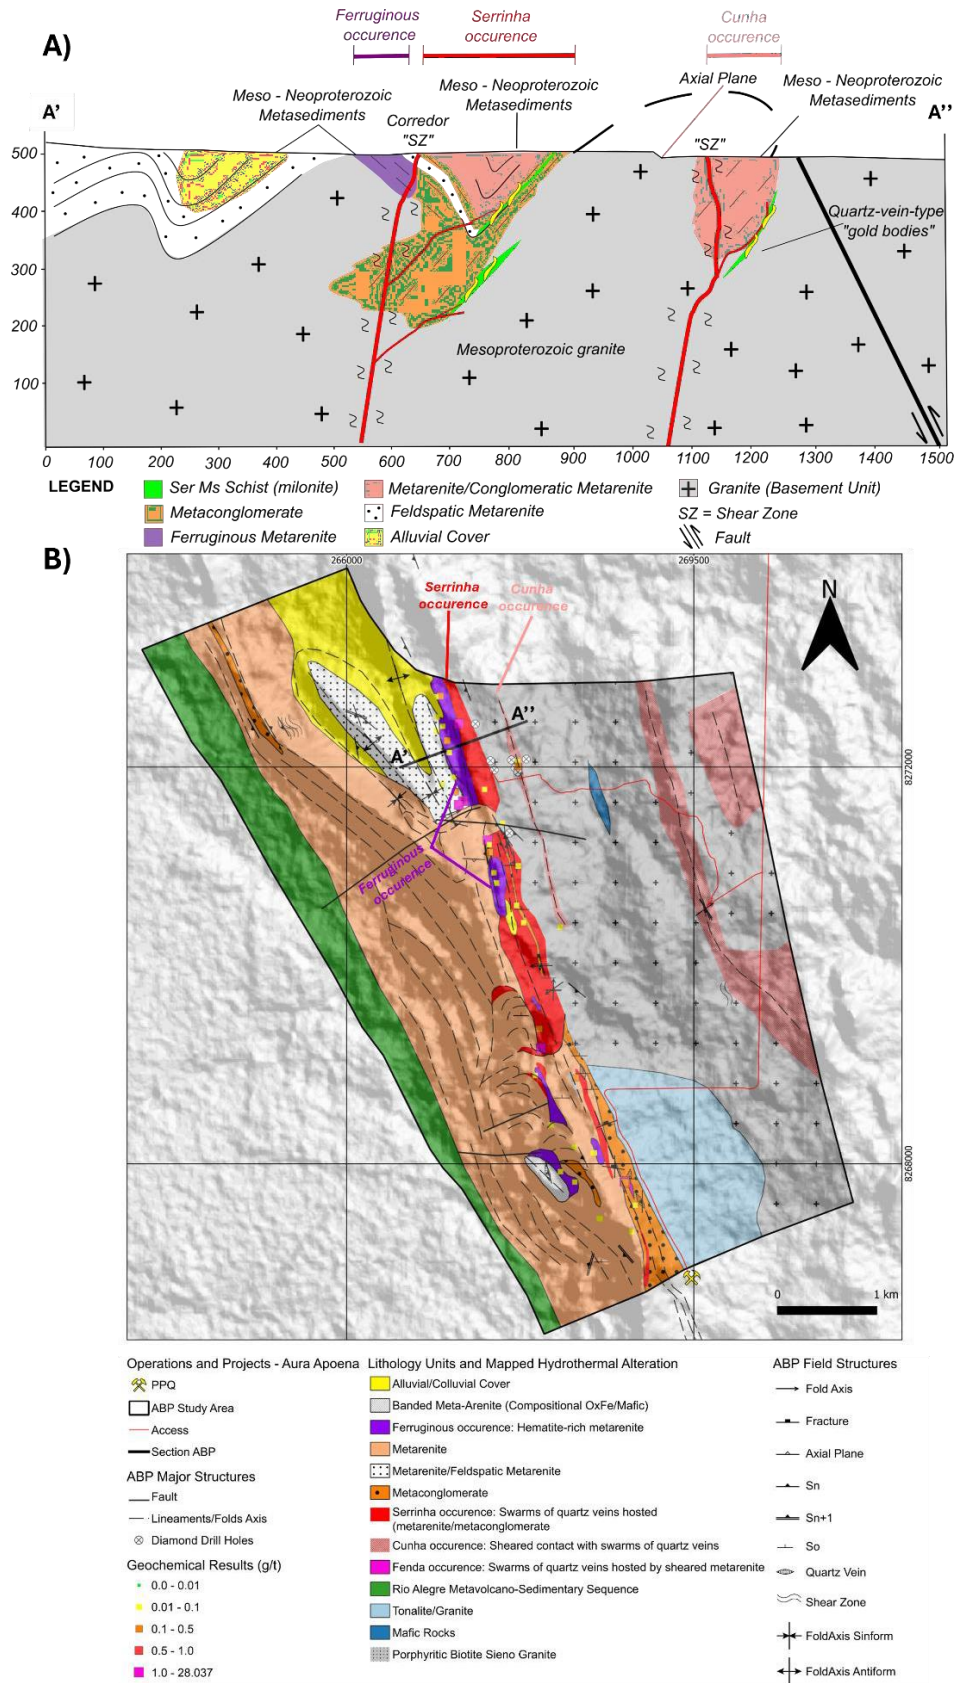 A)
Ferruginous
occurence
Serrinha
occurence
Cunha
occurence
Meso - Neoproterozoic
Metasediments
Meso - Neoproterozoic
Metasediments
Axial Plane
Meso - Neoproterozoic
Metasediments
A'
Corredor
"SZ"
"SZ"
A''
500
400
300
200
100
Quartz-vein-type
"gold bodies"
Mesoproterozoic granite
0 100 200 300 400 500 600 700 800 900 1000 1100 1200 1300 1400 1500
LEGEND
Ser Ms Schist (milonite)
Metarenite/Conglomeratic Metarenite
Granite (Basement Unit)
Metaconglomerate
Feldspatic Metarenite
SZ = Shear Zone
Ferruginous Metarenite
Alluvial Cover
Fault
B)
266000
269500
Serrinha
occurence
Cunha
occurence
N
A''
A'
8272000
Ferruginous
occurence
8268000
0 1 km
Operations and Projects - Aura Apoena
PPQ
ABP Study Area
Access
Section ABP
ABP Major Structures
Fault
Lineaments/Folds Axis
Diamond Drill Holes
Geochemical Results (g/t)
0.0 - 0.01
0.01 - 0.1
0.1 - 0.5
0.5 - 1.0
1.0 - 28.037
Lithology Units and Mapped Hydrothermal Alteration
Alluvial/Colluvial Cover
Banded Meta-Arenite (Compositional OxFe/Mafic)
Ferruginous occurence: Hematite-rich metarenite
Metarenite
Metarenite/Feldspatic Metarenite
Metaconglomerate
Serrinha occurence: Swarms of quartz veins hosted
(metarenite/metaconglomerate
Cunha occurence: Sheared contact with swarms of quartz veins
Fenda occurence: Swarms of quartz veins hosted by sheared metarenite
Rio Alegre Metavolcano-Sedimentary Sequence
Tonalite/Granite
Mafic Rocks
Porphyritic Biotite Sieno Granite
ABP Field Structures
Fold Axis
Fracture
Axial Plane
Sn
Sn+1
So
Quartz Vein
Shear Zone
FoldAxis Sinform
FoldAxis Antiform